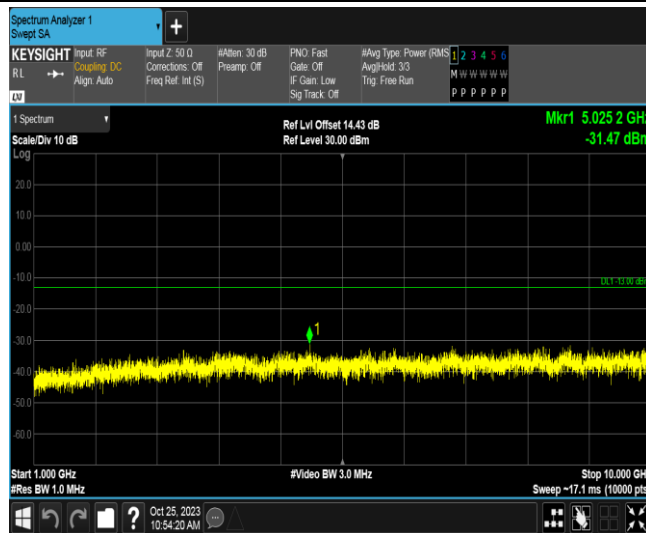 Spectrum Analyzer 1
Swept SA
KEYSIGHT
RL
LXI
Input: RF
Coupling: DC
Align: Auto
Input Z: 50 Ω
Corrections: Off
Freq Ref: Int (S)
#Atten: 30 dB
Preamp: Off
PNO: Fast
Gate: Off
IF Gain: Low
Sig Track: Off
#Avg Type: Power (RMS
Avg|Hold: 3/3
Trig: Free Run
1 2 3 4 5 6
M W W W W W
P P P P P P
1 Spectrum
Scale/Div 10 dB
Ref Lvl Offset 14.43 dB
Ref Level 30.00 dBm
Mkr1 5.025 2 GHz
-31.47 dBm
Log
20.0
10.0
0.00
-10.0
DL1 -13.00 dBm
-20.0
-30.0
1
-40.0
-50.0
-60.0
Start 1.000 GHz
#Video BW 3.0 MHz
Stop 10.000 GHz
#Res BW 1.0 MHz
Sweep ~17.1 ms (10000 pts
Oct 25, 2023
10:54:20 AM